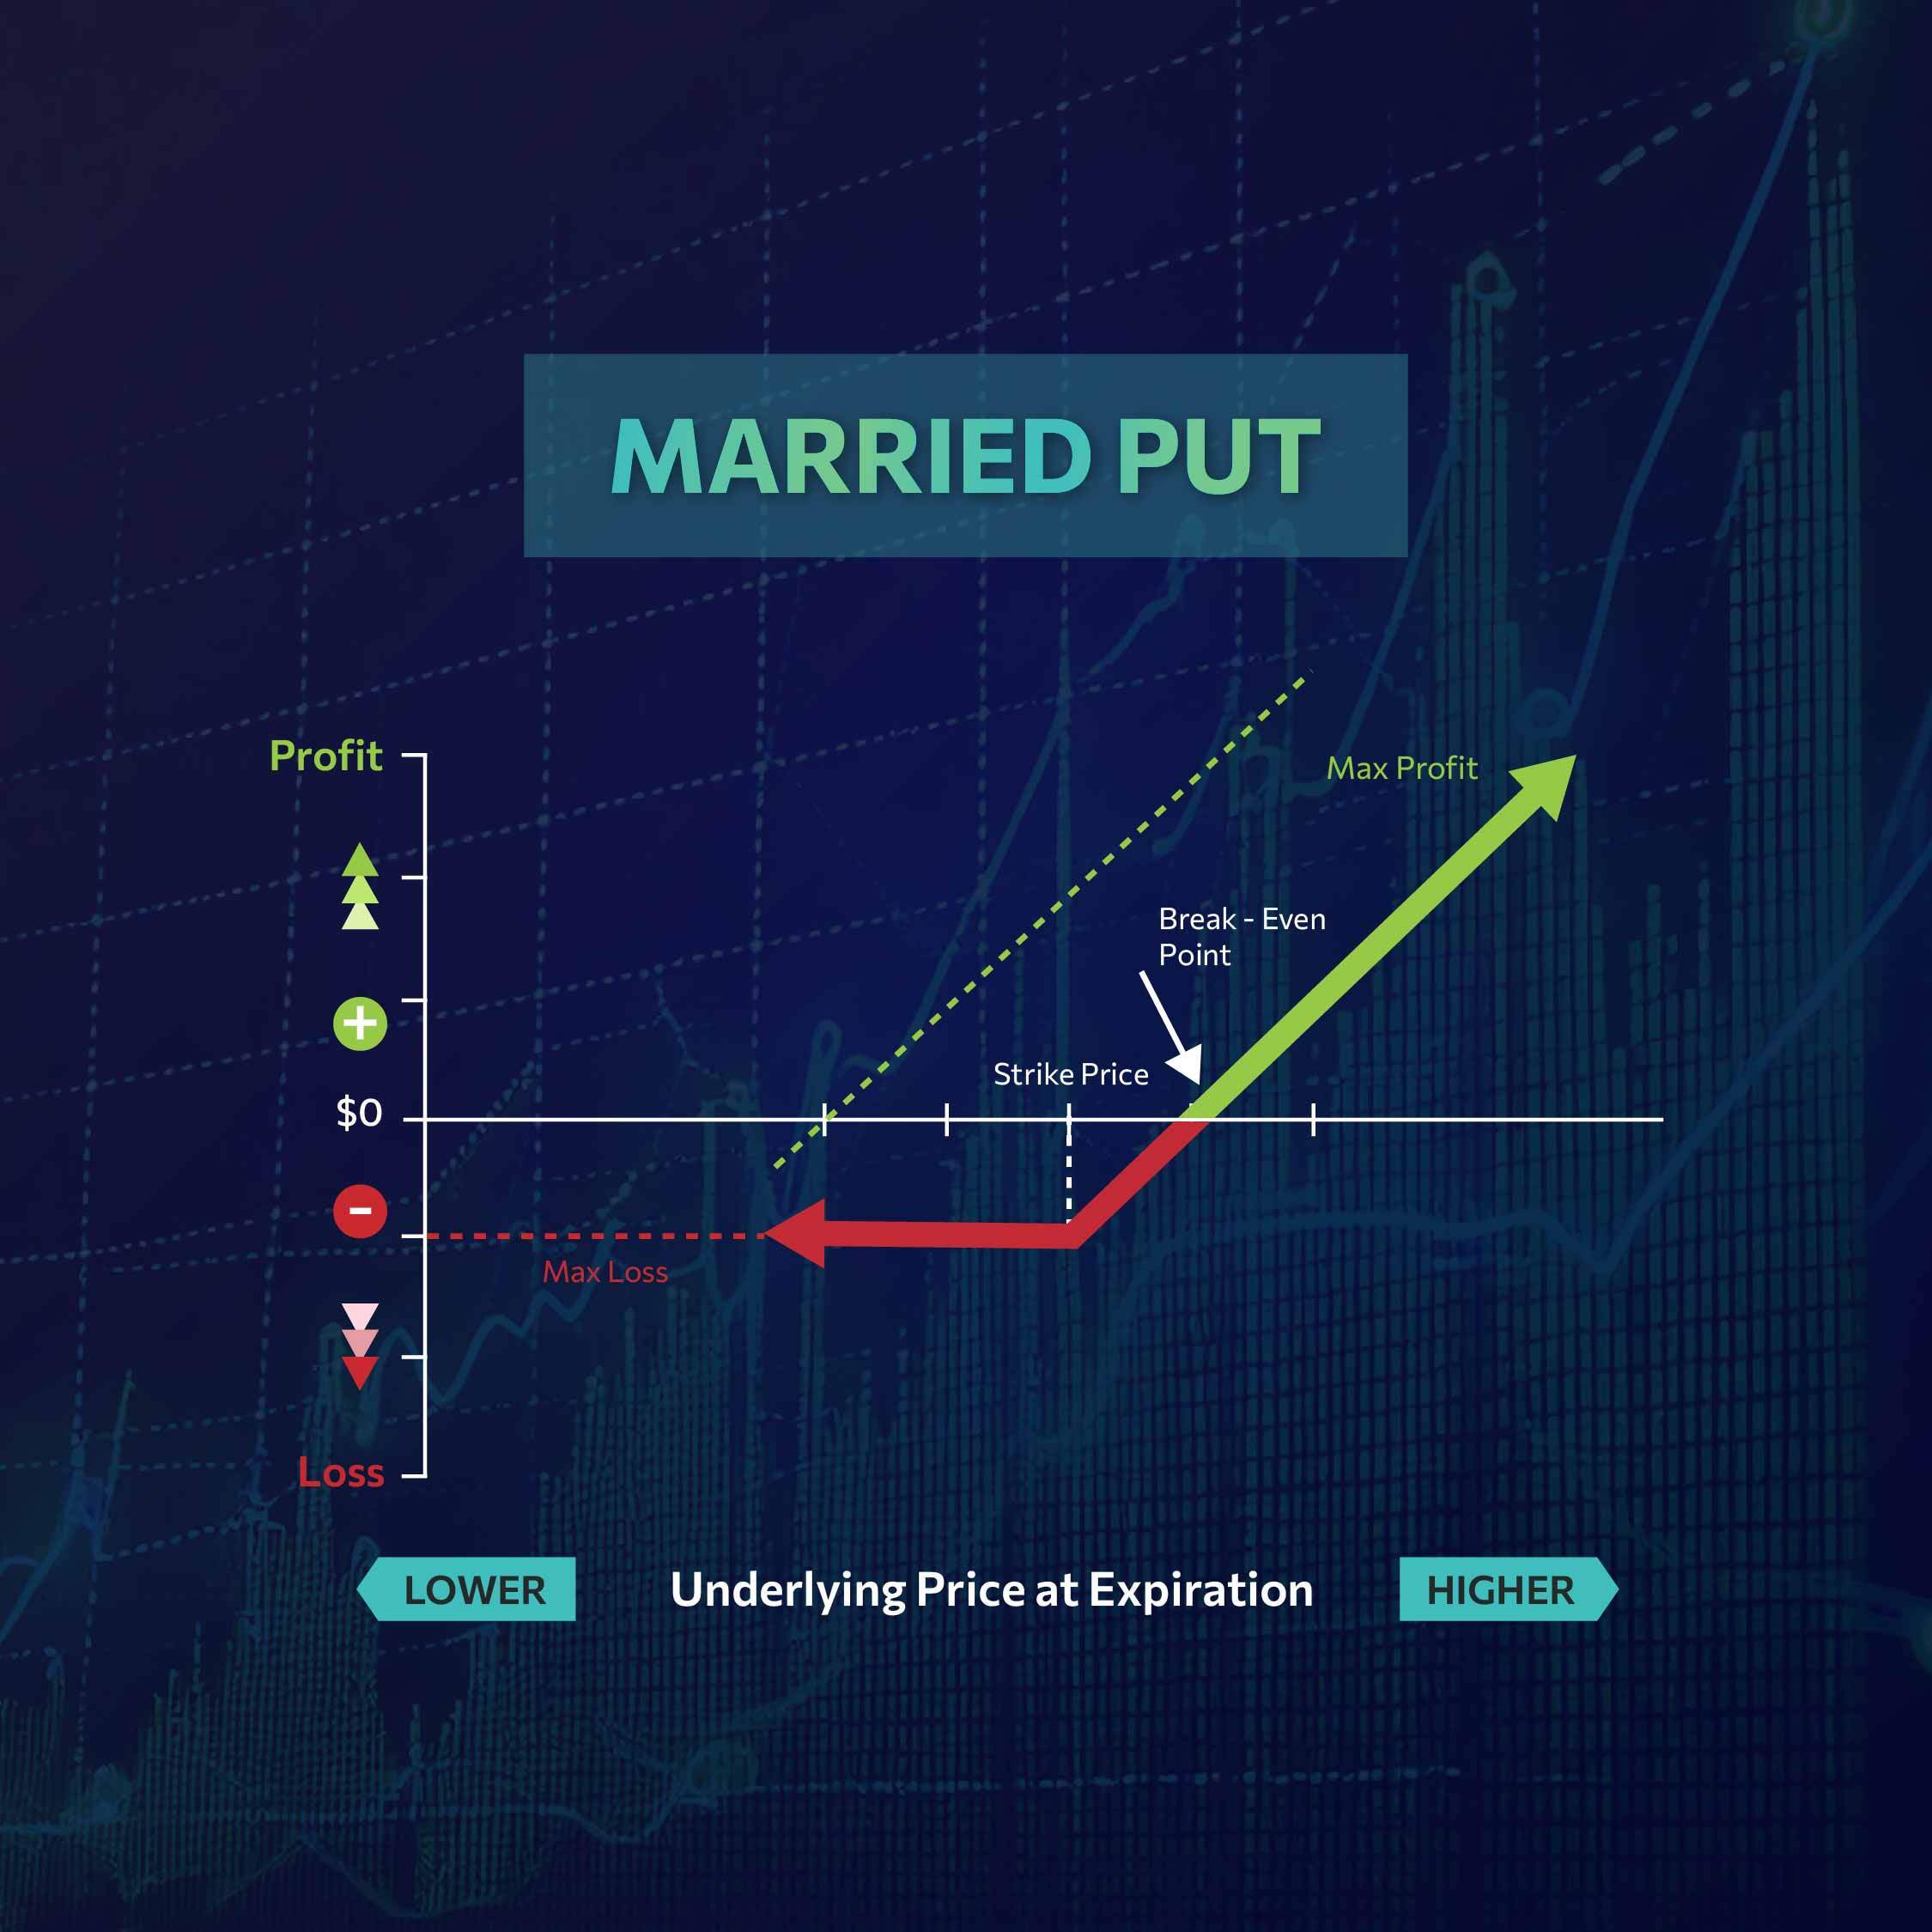 MARRIED PUT
Profit
Max Profit
Break - Even
Point
Strike Price
+
$0
-
Max Loss
Loss
LOWER
Underlying Price at Expiration
HIGHER